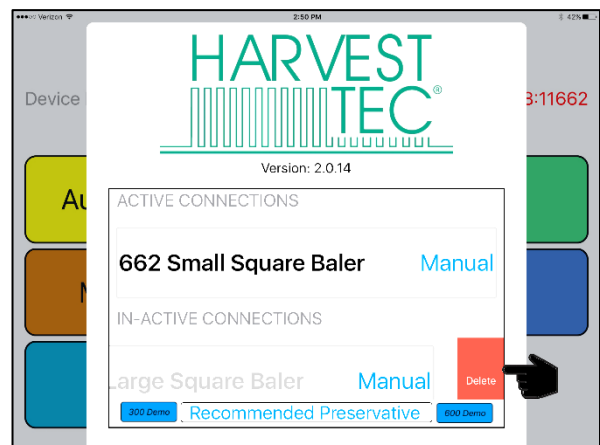 ●●●○○ Verizon 2:50 PM 42%
HARVEST
TEC®
Device 3:11662
Version: 2.0.14
ACTIVE CONNECTIONS
662 Small Square Baler Manual
IN-ACTIVE CONNECTIONS
Large Square Baler Manual Delete
300 Demo Recommended Preservative 600 Demo